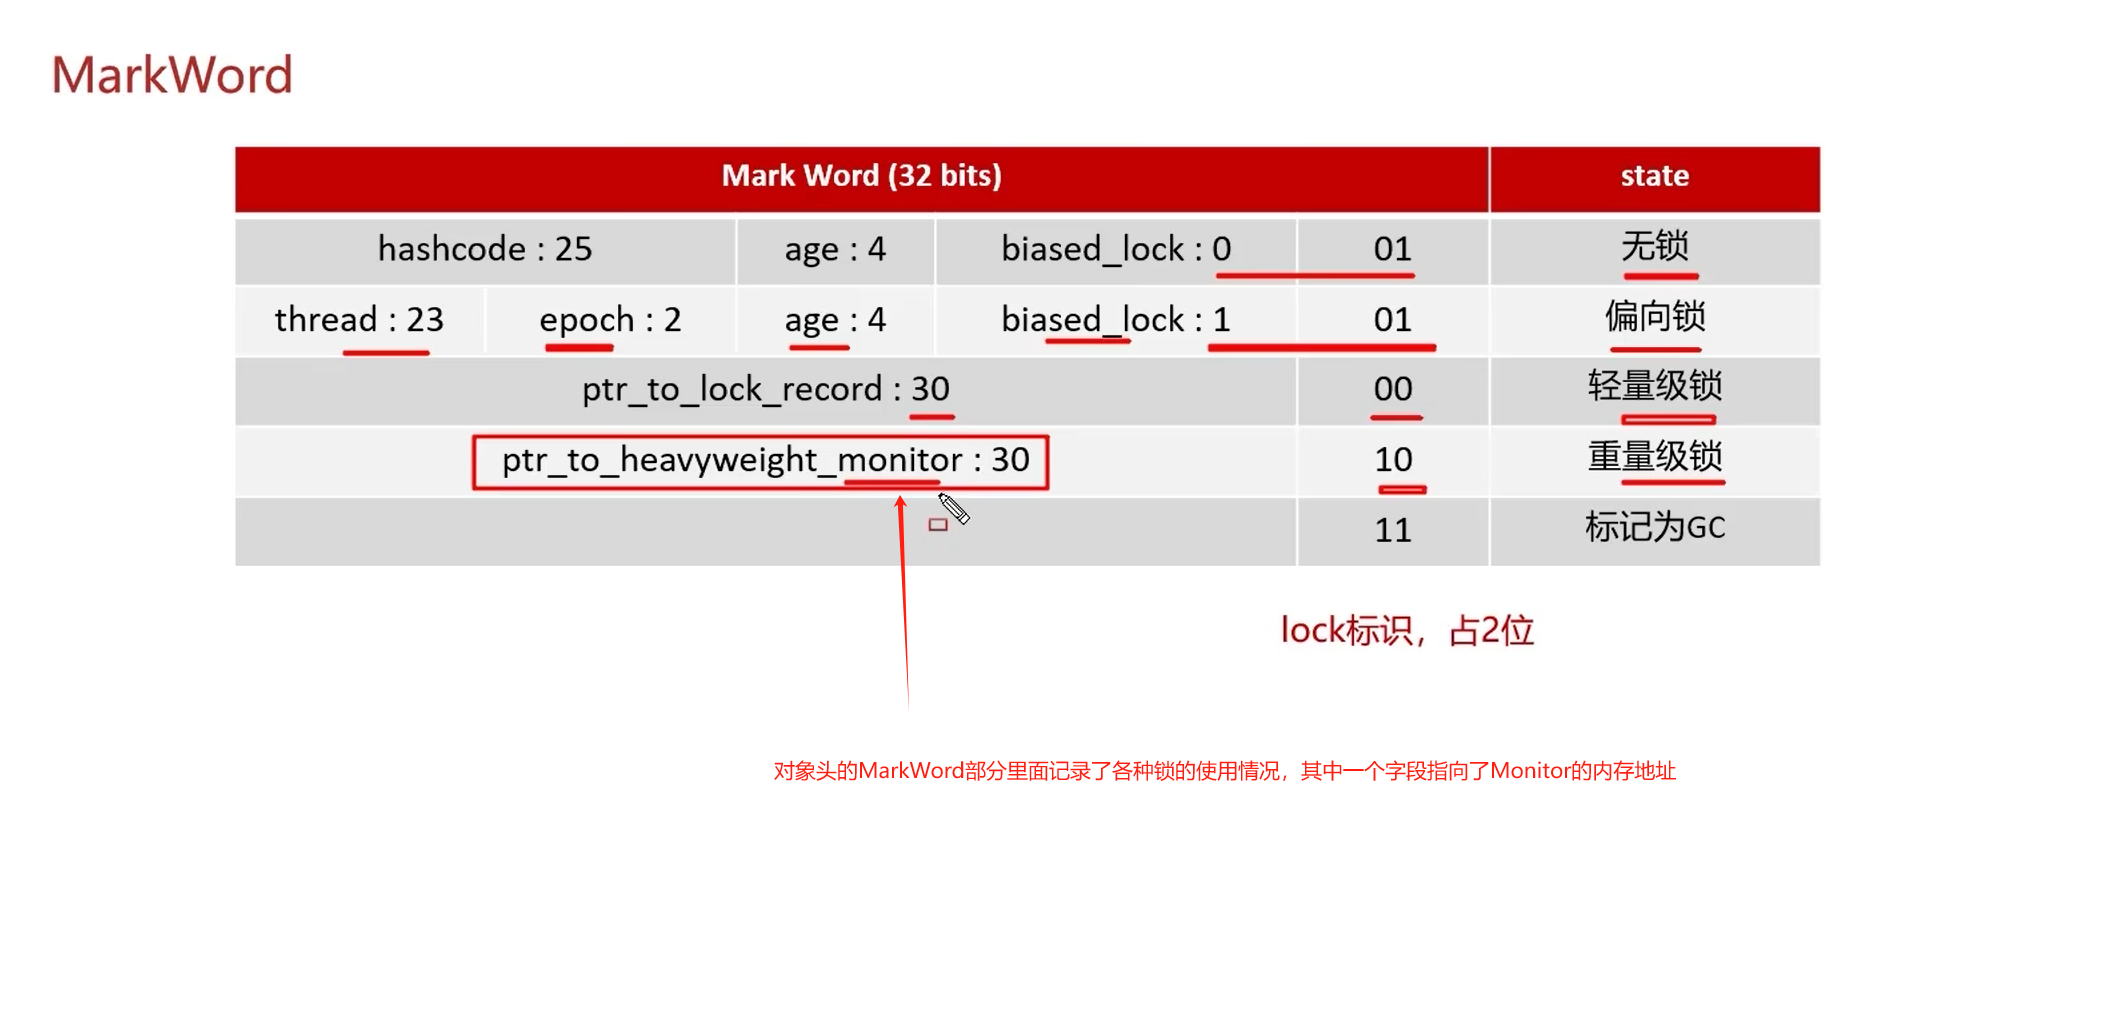 MarkWord
Mark Word (32 bits) state
hashcode : 25 age : 4 biased_lock : 0 01 无锁
thread : 23 epoch : 2 age : 4 biased_lock : 1 01 偏向锁
ptr_to_lock_record : 30 00 轻量级锁
ptr_to_heavyweight_monitor : 30 10 重量级锁
11 标记为GC
lock标识，占2位
对象头的MarkWord部分里面记录了各种锁的使用情况，其中一个字段指向了Monitor的内存地址